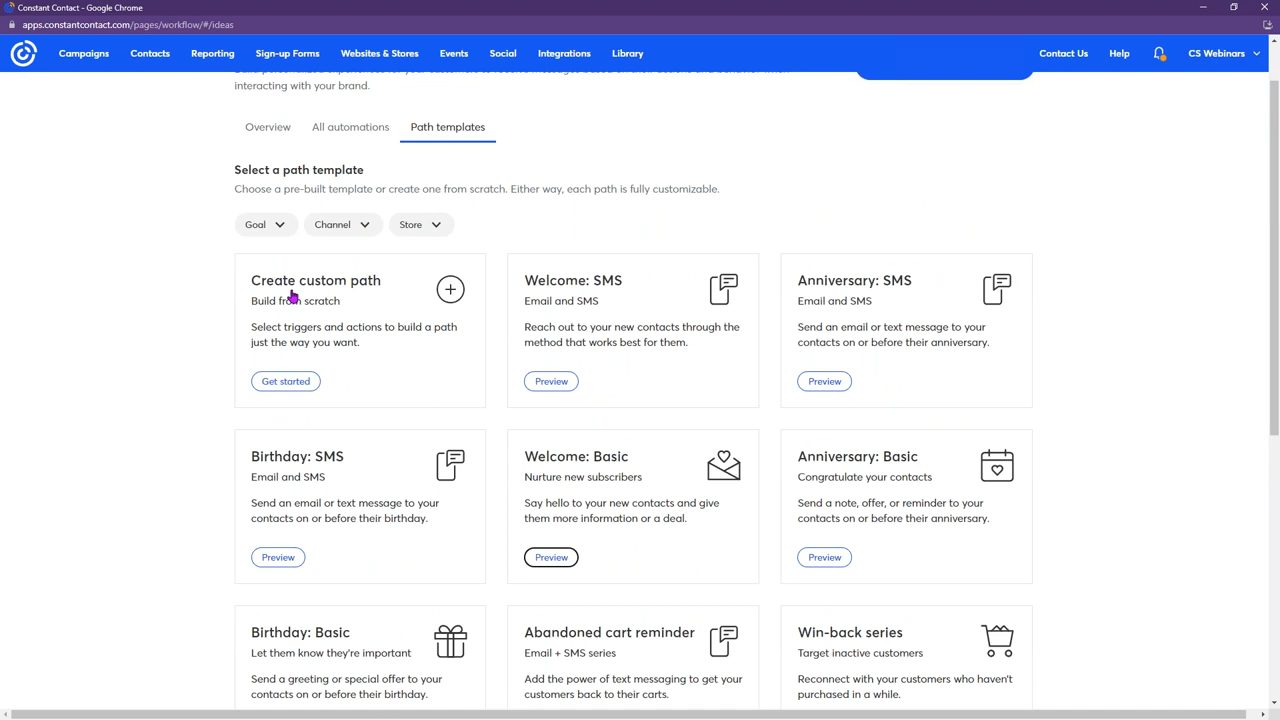 Constant Contact - Google Chrome
apps.constantcontact.com/pages/workflow/#/ideas
Campaigns Contacts Reporting Sign-up Forms Websites & Stores Events Social Integrations Library Contact Us Help CS Webinars
interacting with your brand.
Overview All automations Path templates
Select a path template
Choose a pre-built template or create one from scratch. Either way, each path is fully customizable.
Goal Channel Store
Create custom path
Build from scratch
Select triggers and actions to build a path
just the way you want.
Get started
Welcome: SMS
Email and SMS
Reach out to your new contacts through the
method that works best for them.
Preview
Anniversary: SMS
Email and SMS
Send an email or text message to your
contacts on or before their anniversary.
Preview
Birthday: SMS
Email and SMS
Send an email or text message to your
contacts on or before their birthday.
Preview
Welcome: Basic
Nurture new subscribers
Say hello to your new contacts and give
them more information or a deal.
Preview
Anniversary: Basic
Congratulate your contacts
Send a note, offer, or reminder to your
contacts on or before their anniversary.
Preview
Birthday: Basic
Let them know they're important
Send a greeting or special offer to your
contacts on or before their birthday.
Abandoned cart reminder
Email + SMS series
Add the power of text messaging to get your
customers back to their carts.
Win-back series
Target inactive customers
Reconnect with your customers who haven't
purchased in a while.